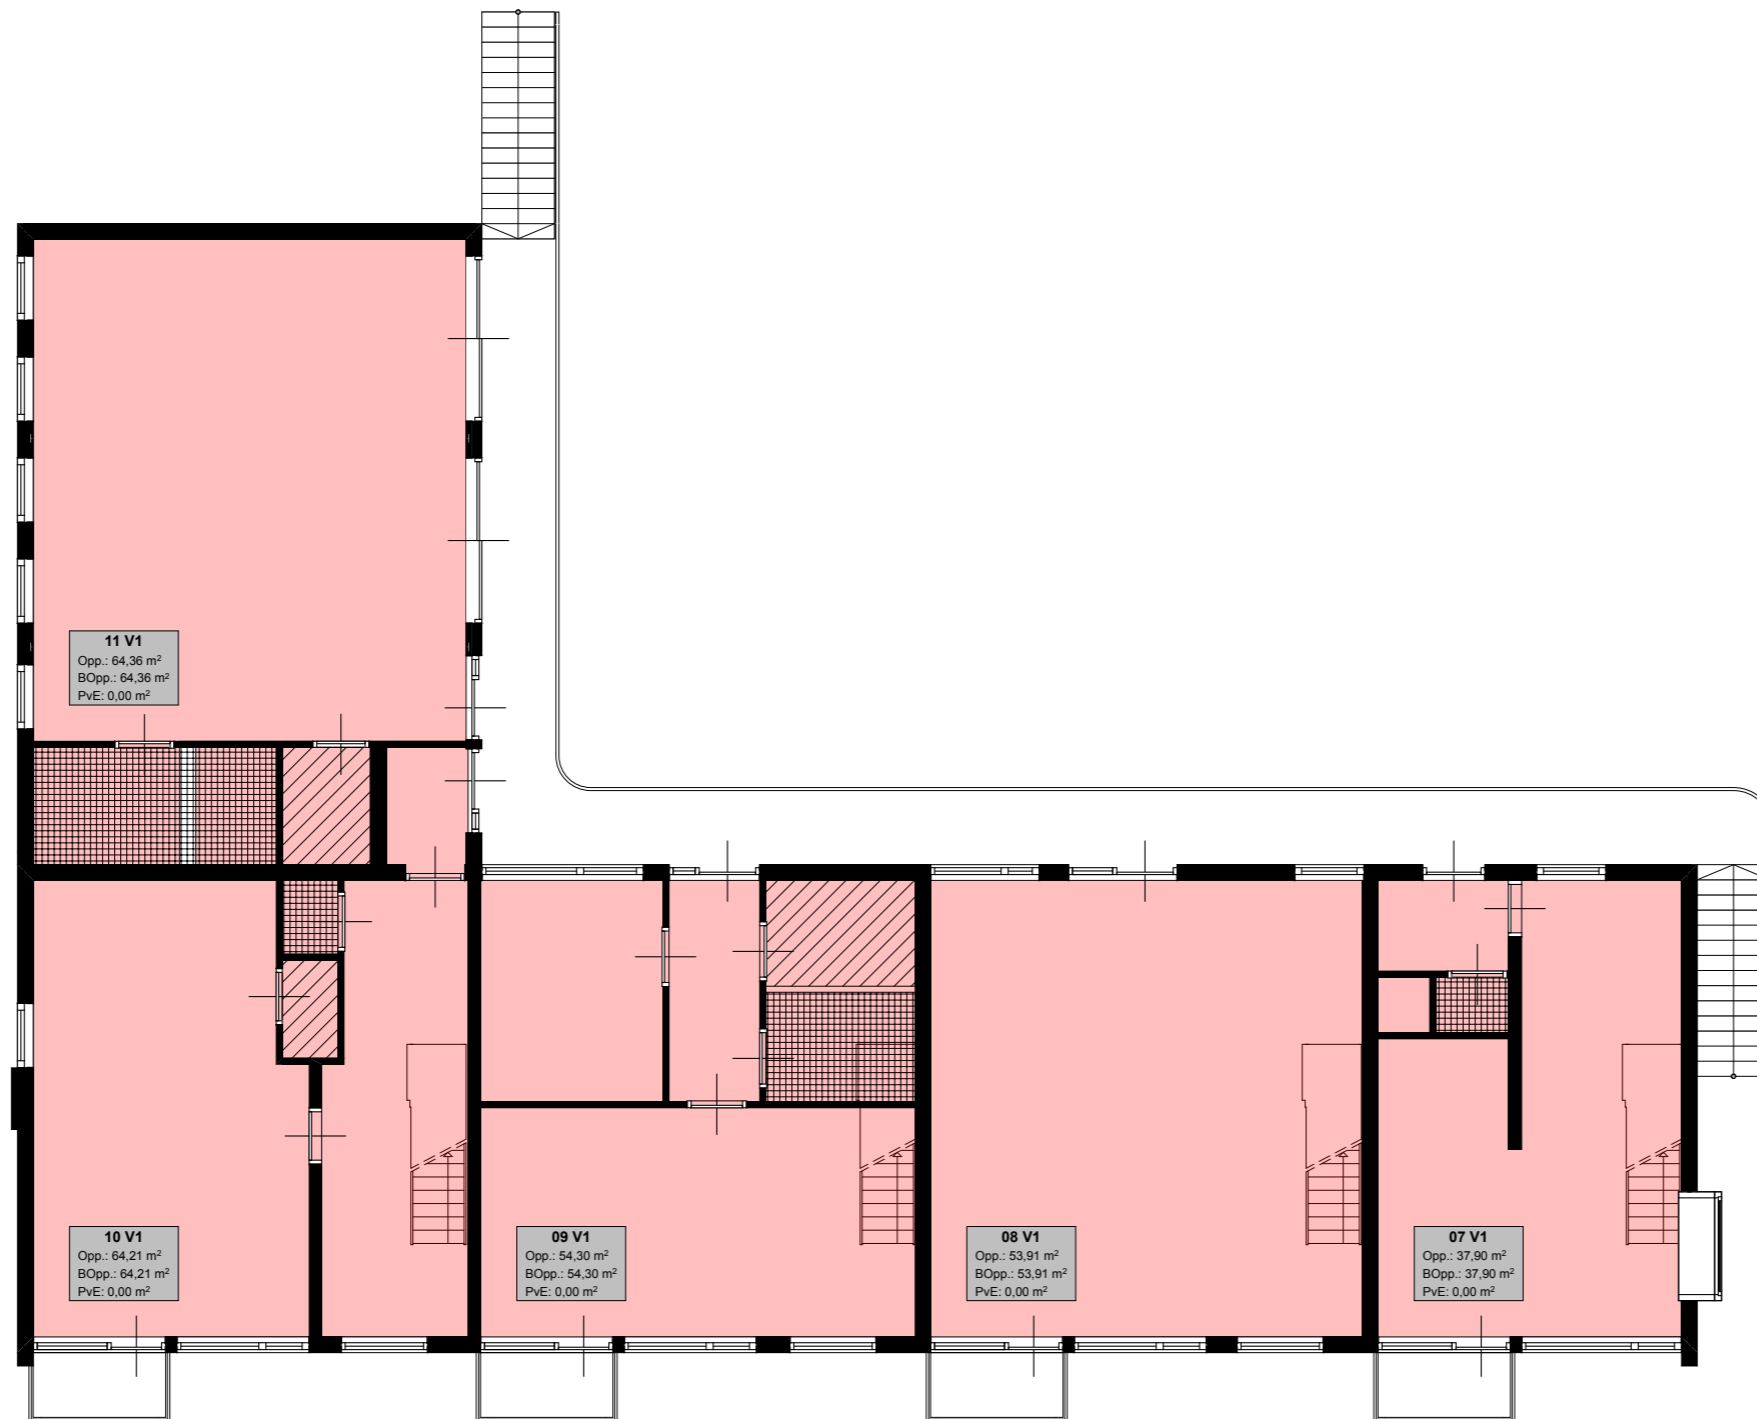 11 V1
Opp.: 64,36 m²
BOpp.: 64,36 m²
PvE: 0,00 m²
10 V1
Opp.: 64,21 m²
BOpp.: 64,21 m²
PvE: 0,00 m²
09 V1
Opp.: 54,30 m²
BOpp.: 54,30 m²
PvE: 0,00 m²
08 V1
Opp.: 53,91 m²
BOpp.: 53,91 m²
PvE: 0,00 m²
07 V1
Opp.: 37,90 m²
BOpp.: 37,90 m²
PvE: 0,00 m²